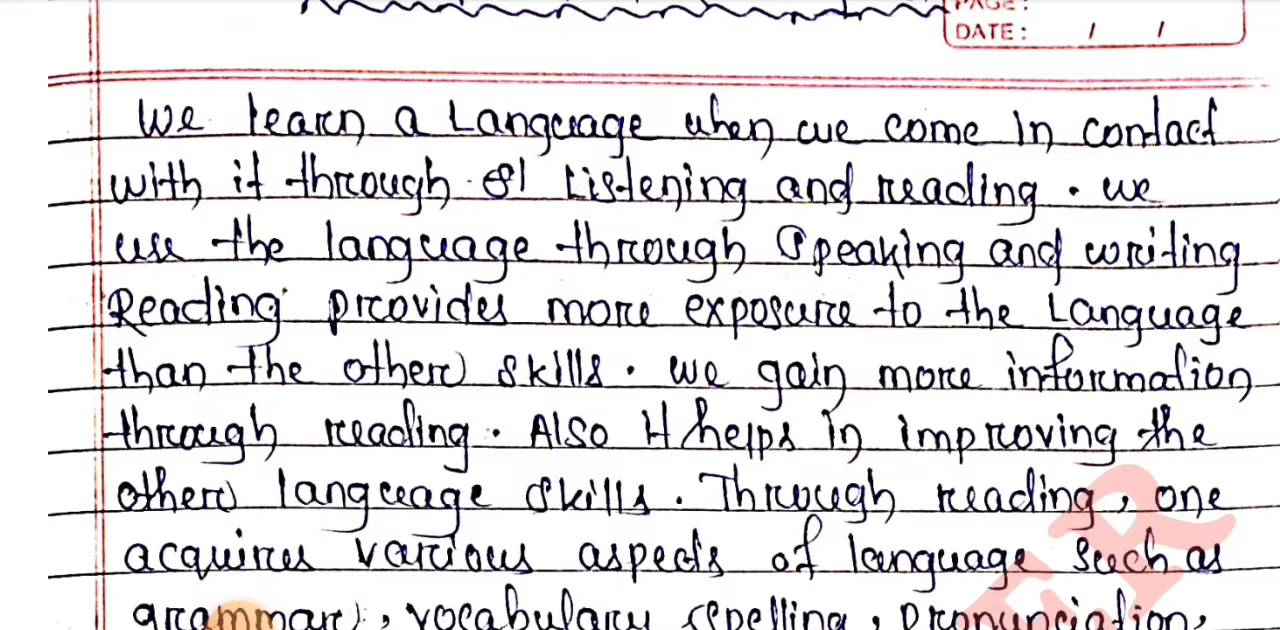 PAGE:
DATE: / /
We learn a Language when we come in contact
with it through Listening and reading. we
use the language through Speaking and writing
Reading provides more exposure to the Language
than the other skills. we gain more information
through reading. Also it helps in improving the
other language skills. Through reading, one
acquires various aspects of language such as
grammar, vocabulary, spelling, pronunciation,